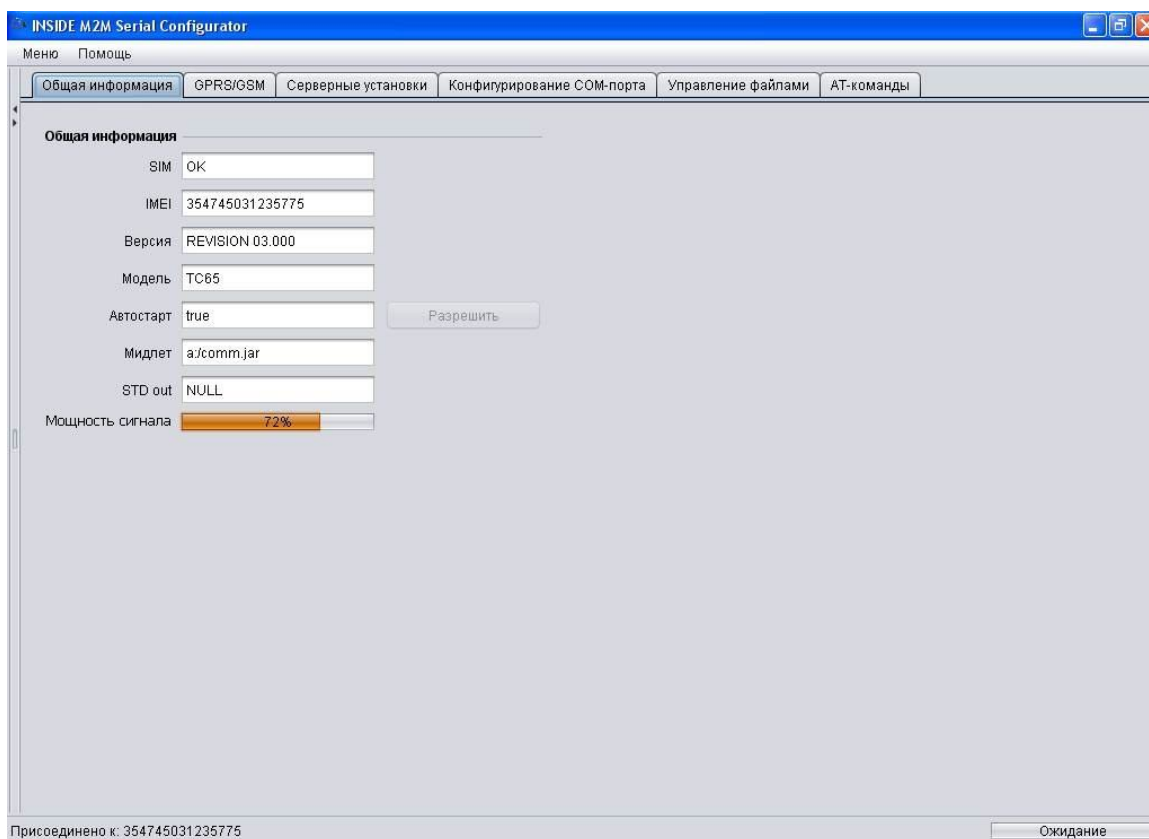 INSIDE M2M Serial Configurator
Меню Помощь
Общая информация GPRS/GSM Серверные установки Конфигурирование COM-порта Управление файлами AT-команды
Общая информация
SIM OK
IMEI 354745031235775
Версия REVISION 03.000
Модель TC65
Автостарт true Разрешить
Мидлет a:/comm.jar
STD out NULL
Мощность сигнала 72%
Присоединено к: 354745031235775 Ожидание